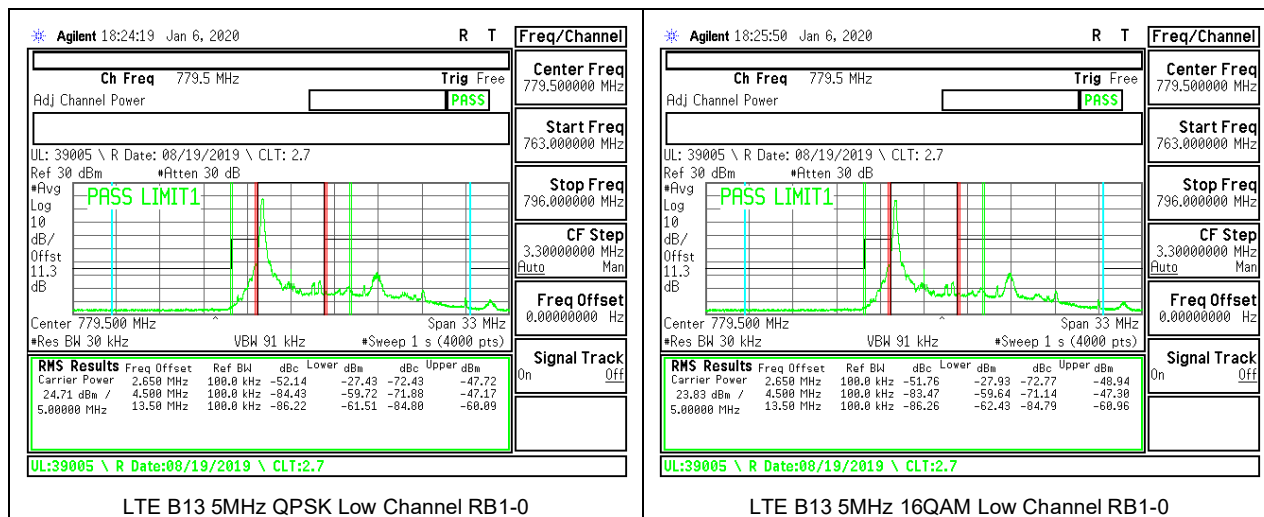 Agilent 18:24:19 Jan 6, 2020 R T
Freq/Channel
Ch Freq 779.5 MHz Trig Free
Adj Channel Power PASS
UL: 39005 \ R Date: 08/19/2019 \ CLT: 2.7
Ref 30 dBm #Atten 30 dB
#Avg
Log
10
dB/
Offst
11.3
dB
PASS LIMIT1
Center 779.500 MHz Span 33 MHz
#Res BW 30 kHz VBW 91 kHz #Sweep 1 s (4000 pts)
RMS Results Freq Offset Ref BW dBc Lower dBm dBc Upper dBm
Carrier Power 2.650 MHz 100.0 kHz -52.14 -27.43 -72.43 -47.72
24.71 dBm / 4.500 MHz 100.0 kHz -84.43 -59.72 -71.88 -47.17
5.00000 MHz 13.50 MHz 100.0 kHz -86.22 -61.51 -84.80 -60.09
UL:39005 \ R Date:08/19/2019 \ CLT:2.7
Center Freq
779.500000 MHz
Start Freq
763.000000 MHz
Stop Freq
796.000000 MHz
CF Step
3.30000000 MHz
Auto Man
Freq Offset
0.00000000 Hz
Signal Track
On Off
LTE B13 5MHz QPSK Low Channel RB1-0
Agilent 18:25:50 Jan 6, 2020 R T
Freq/Channel
Ch Freq 779.5 MHz Trig Free
Adj Channel Power PASS
UL: 39005 \ R Date: 08/19/2019 \ CLT: 2.7
Ref 30 dBm #Atten 30 dB
#Avg
Log
10
dB/
Offst
11.3
dB
PASS LIMIT1
Center 779.500 MHz Span 33 MHz
#Res BW 30 kHz VBW 91 kHz #Sweep 1 s (4000 pts)
RMS Results Freq Offset Ref BW dBc Lower dBm dBc Upper dBm
Carrier Power 2.650 MHz 100.0 kHz -51.76 -27.93 -72.77 -48.94
23.83 dBm / 4.500 MHz 100.0 kHz -83.47 -59.64 -71.14 -47.30
5.00000 MHz 13.50 MHz 100.0 kHz -86.26 -62.43 -84.79 -60.96
UL:39005 \ R Date:08/19/2019 \ CLT:2.7
Center Freq
779.500000 MHz
Start Freq
763.000000 MHz
Stop Freq
796.000000 MHz
CF Step
3.30000000 MHz
Auto Man
Freq Offset
0.00000000 Hz
Signal Track
On Off
LTE B13 5MHz 16QAM Low Channel RB1-0